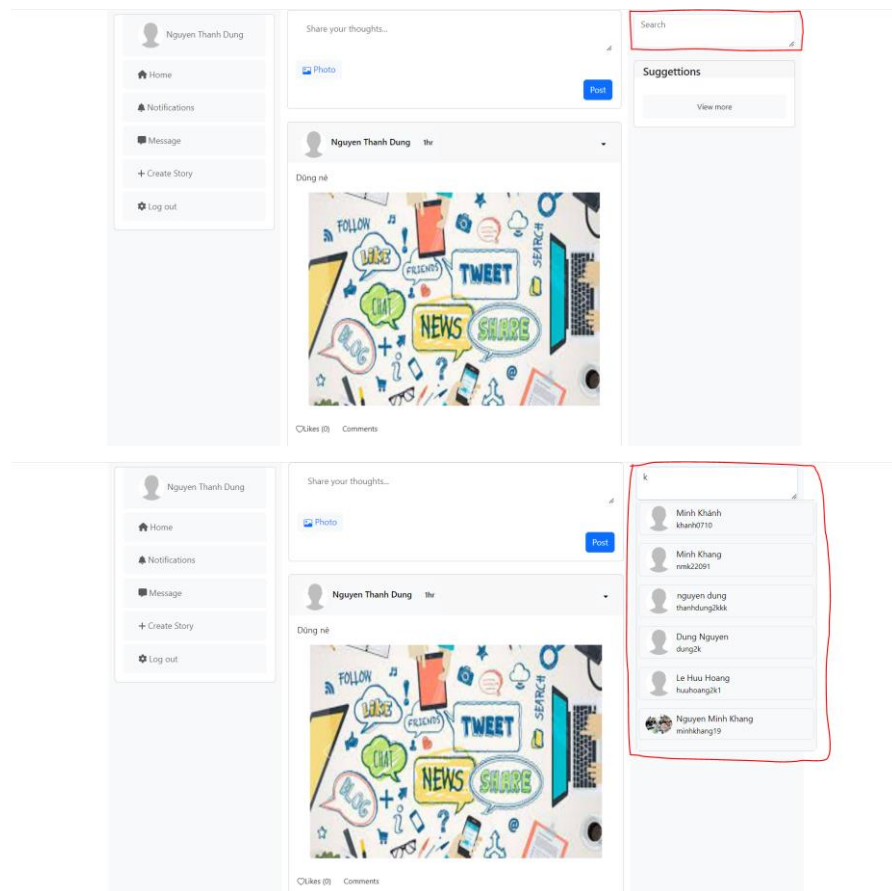 Nguyen Thanh Dung
Home
Notifications
Message
+ Create Story
Log out
Share your thoughts...
Photo
Post
Nguyen Thanh Dung 1hr
Dũng nè
FOLLOW
LIKE
FRIENDS
TWEET
SEARCH
CHAT
NEWS
SHARE
BLOG
Likes (0) Comments
Search
Suggettions
View more
Nguyen Thanh Dung
Home
Notifications
Message
+ Create Story
Log out
Share your thoughts...
Photo
Post
Nguyen Thanh Dung 1hr
Dũng nè
FOLLOW
LIKE
FRIENDS
TWEET
SEARCH
CHAT
NEWS
SHARE
BLOG
Likes (0) Comments
k
Minh Khánh
khanh0710
Minh Khang
nmk22091
nguyen dung
thanhdung2kkk
Dung Nguyen
dung2k
Le Huu Hoang
huuhoang2k1
Nguyen Minh Khang
minhkhang19